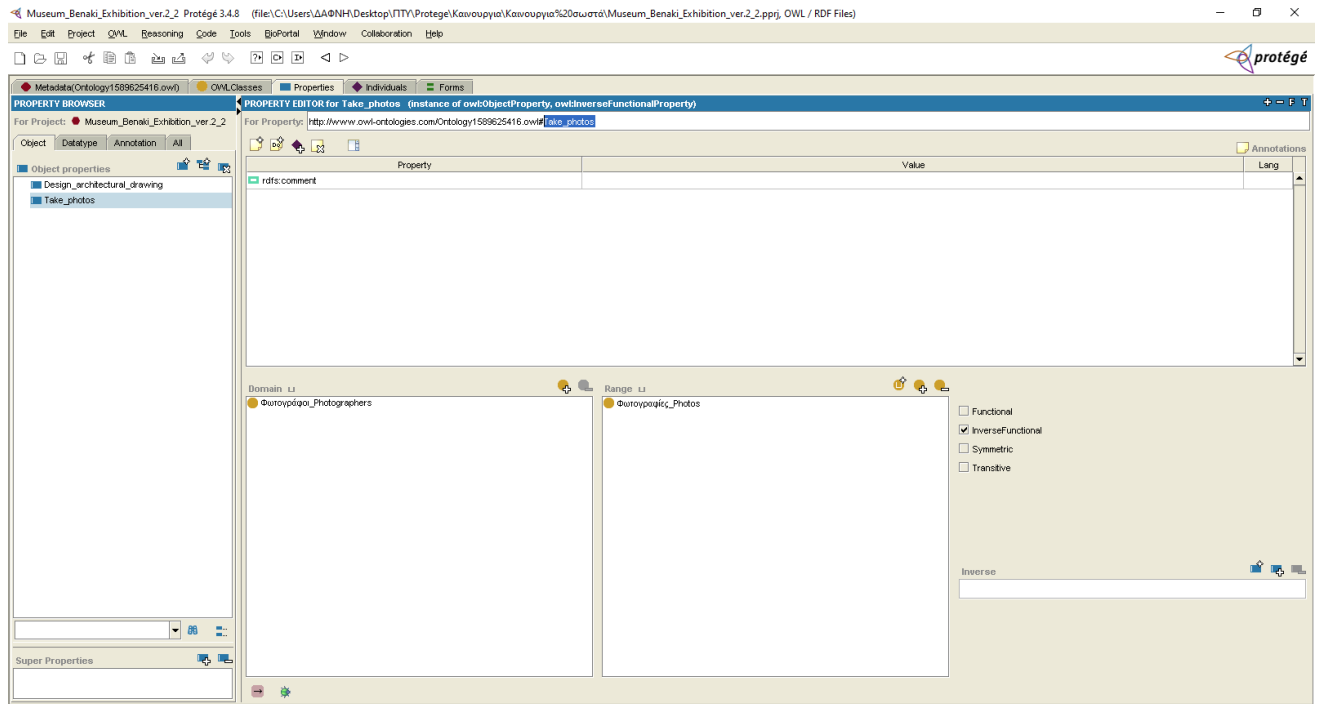 Museum_Benaki_Exhibition_ver.2_2 Protégé 3.4.8 (file:\C:\Users\ΔΑΦΝΗ\Desktop\ΠΤΥ\Protege\Καινουργια\Καινουργια%20σωστά\Museum_Benaki_Exhibition_ver.2_2.pprj, OWL / RDF Files)
File Edit Project OWL Reasoning Code Tools BioPortal Window Collaboration Help
protégé
Metadata(Ontology1589625416.owl) OWLClasses Properties Individuals Forms
PROPERTY BROWSER
PROPERTY EDITOR for Take_photos (instance of owl:ObjectProperty, owl:InverseFunctionalProperty)
For Project: Museum_Benaki_Exhibition_ver.2_2
For Property: http://www.owl-ontologies.com/Ontology1589625416.owl#Take_photos
Object Datatype Annotation All
Annotations
Object properties
Property Value Lang
Design_architectural_drawing
rdfs:comment
Take_photos
Domain
Range
Φωτογράφοι_Photographers
Φωτογραφίες_Photos
Functional
InverseFunctional
Symmetric
Transitive
Inverse
Super Properties